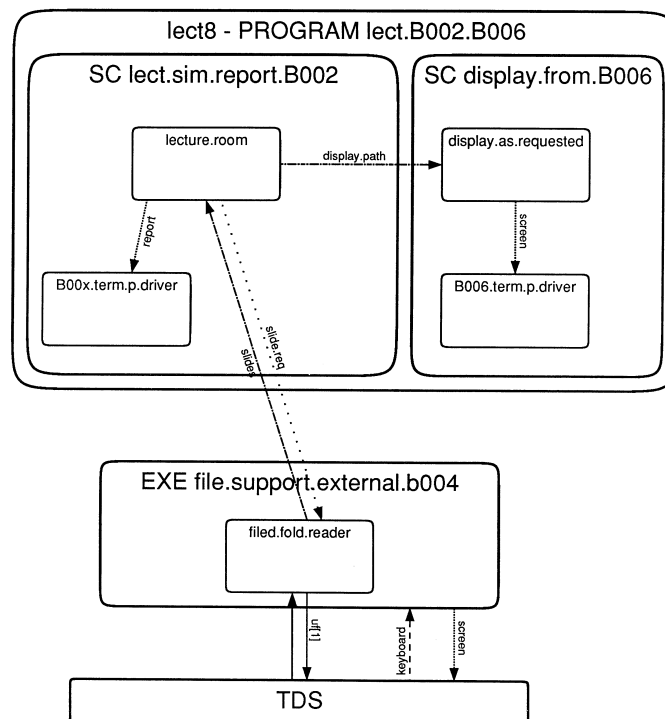 lect8 - PROGRAM lect.B002.B006
SC lect.sim.report.B002
SC display.from.B006
lecture.room
display.path
display.as.requested
report
screen
B00x.term.p.driver
B006.term.p.driver
slide.req
slides
EXE file.support.external.b004
filed.fold.reader
uf[1]
keyboard
screen
TDS